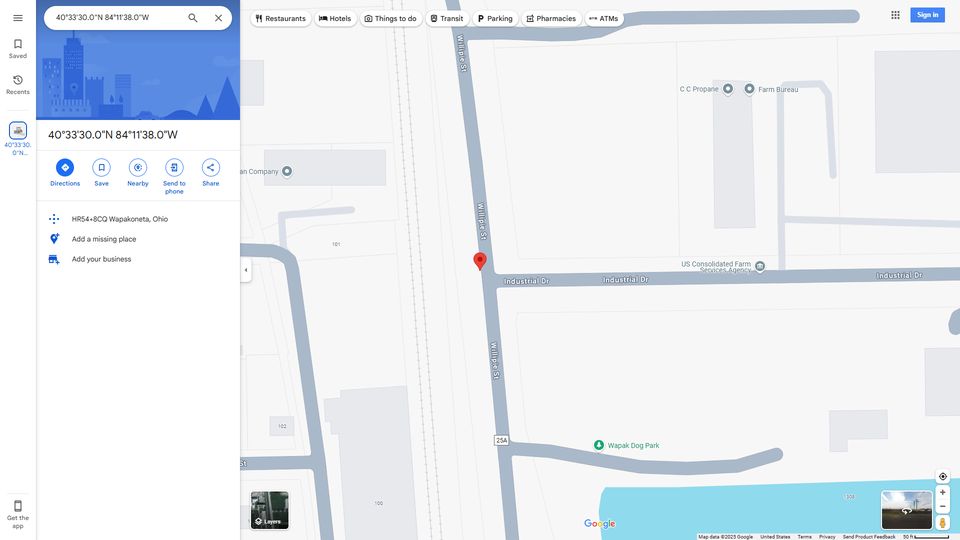 40°33'30.0"N 84°11'38.0"W
Restaurants
Hotels
Things to do
Transit
Parking
Pharmacies
ATMs
Sign in
Saved
Recents
40°33'30.
0"N...
40°33'30.0"N 84°11'38.0"W
Directions
Save
Nearby
Send to
phone
Share
HR54+8CQ Wapakoneta, Ohio
Add a missing place
Add your business
Get the
app
Willipie St
C C Propane
Farm Bureau
an Company
Willipie St
101
US Consolidated Farm
Services Agency
Industrial Dr
Industrial Dr
Industrial Dr
Willipie St
102
25A
Wapak Dog Park
St
100
1308
Layers
Google
Map data ©2025 Google
United States
Terms
Privacy
Send Product Feedback
50 ft